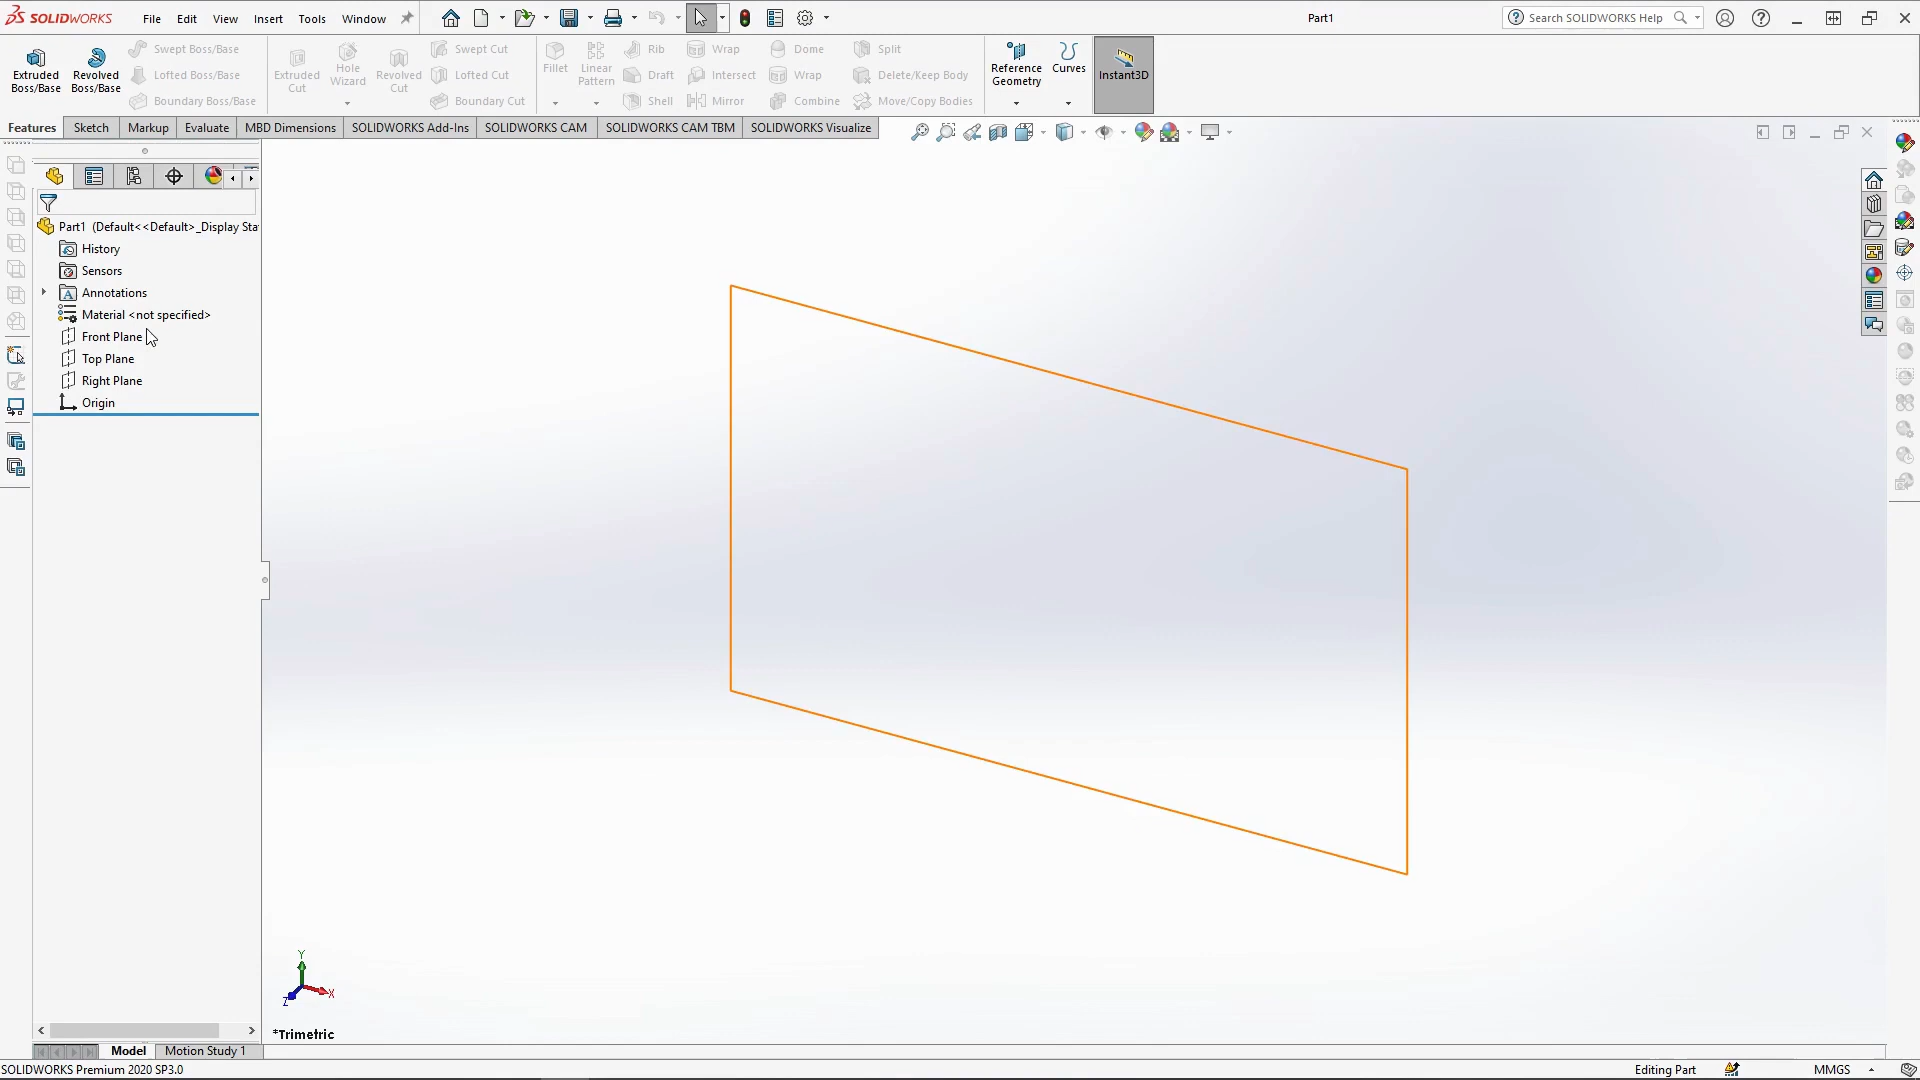 SOLIDWORKS File Edit View Insert Tools Window Part1 Search SOLIDWORKS Help
Extruded Boss/Base
Revolved Boss/Base
Swept Boss/Base
Lofted Boss/Base
Boundary Boss/Base
Extruded Cut
Hole Wizard
Revolved Cut
Swept Cut
Lofted Cut
Boundary Cut
Fillet
Linear Pattern
Rib
Draft
Shell
Wrap
Intersect
Mirror
Dome
Wrap
Combine
Split
Delete/Keep Body
Move/Copy Bodies
Reference Geometry
Curves
Instant3D
Features Sketch Markup Evaluate MBD Dimensions SOLIDWORKS Add-Ins SOLIDWORKS CAM SOLIDWORKS CAM TBM SOLIDWORKS Visualize
Part1 (Default<<Default>_Display Sta
History
Sensors
Annotations
Material <not specified>
Front Plane
Top Plane
Right Plane
Origin
Y
X
Z
*Trimetric
Model Motion Study 1
SOLIDWORKS Premium 2020 SP3.0 Editing Part MMGS